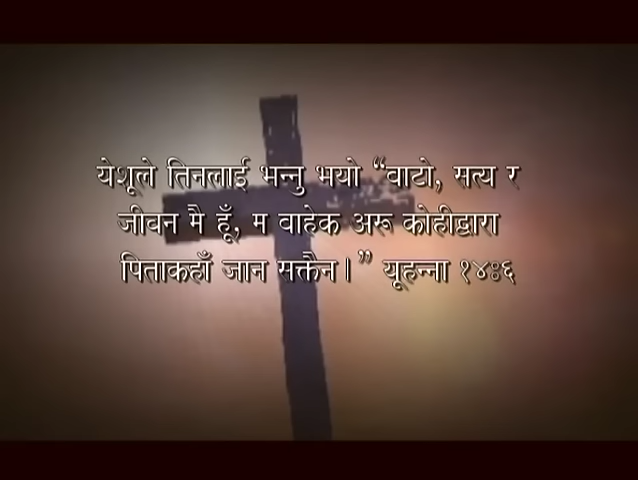 येशूले तिनलाई भन्नु भयो “वाटो, सत्य र
जीवन मै हूँ, म वाहेक अरू कोहीद्वारा
पिताकहाँ जान सक्तैन।” यूहन्ना १४ः६